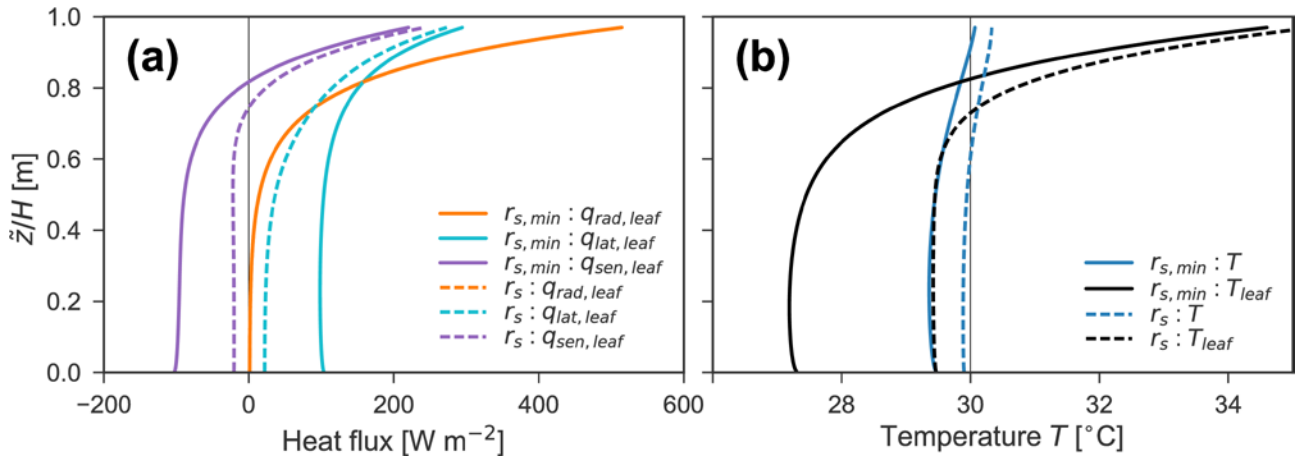 (a)
1.0
0.8
0.6
0.4
0.2
0.0
z̃/H [m]
−200 0 200 400 600
Heat flux [W m⁻²]
r_{s, min} : q_{rad, leaf}
r_{s, min} : q_{lat, leaf}
r_{s, min} : q_{sen, leaf}
r_s : q_{rad, leaf}
r_s : q_{lat, leaf}
r_s : q_{sen, leaf}
(b)
28 30 32 34
Temperature T [°C]
r_{s, min} : T
r_{s, min} : T_{leaf}
r_s : T
r_s : T_{leaf}